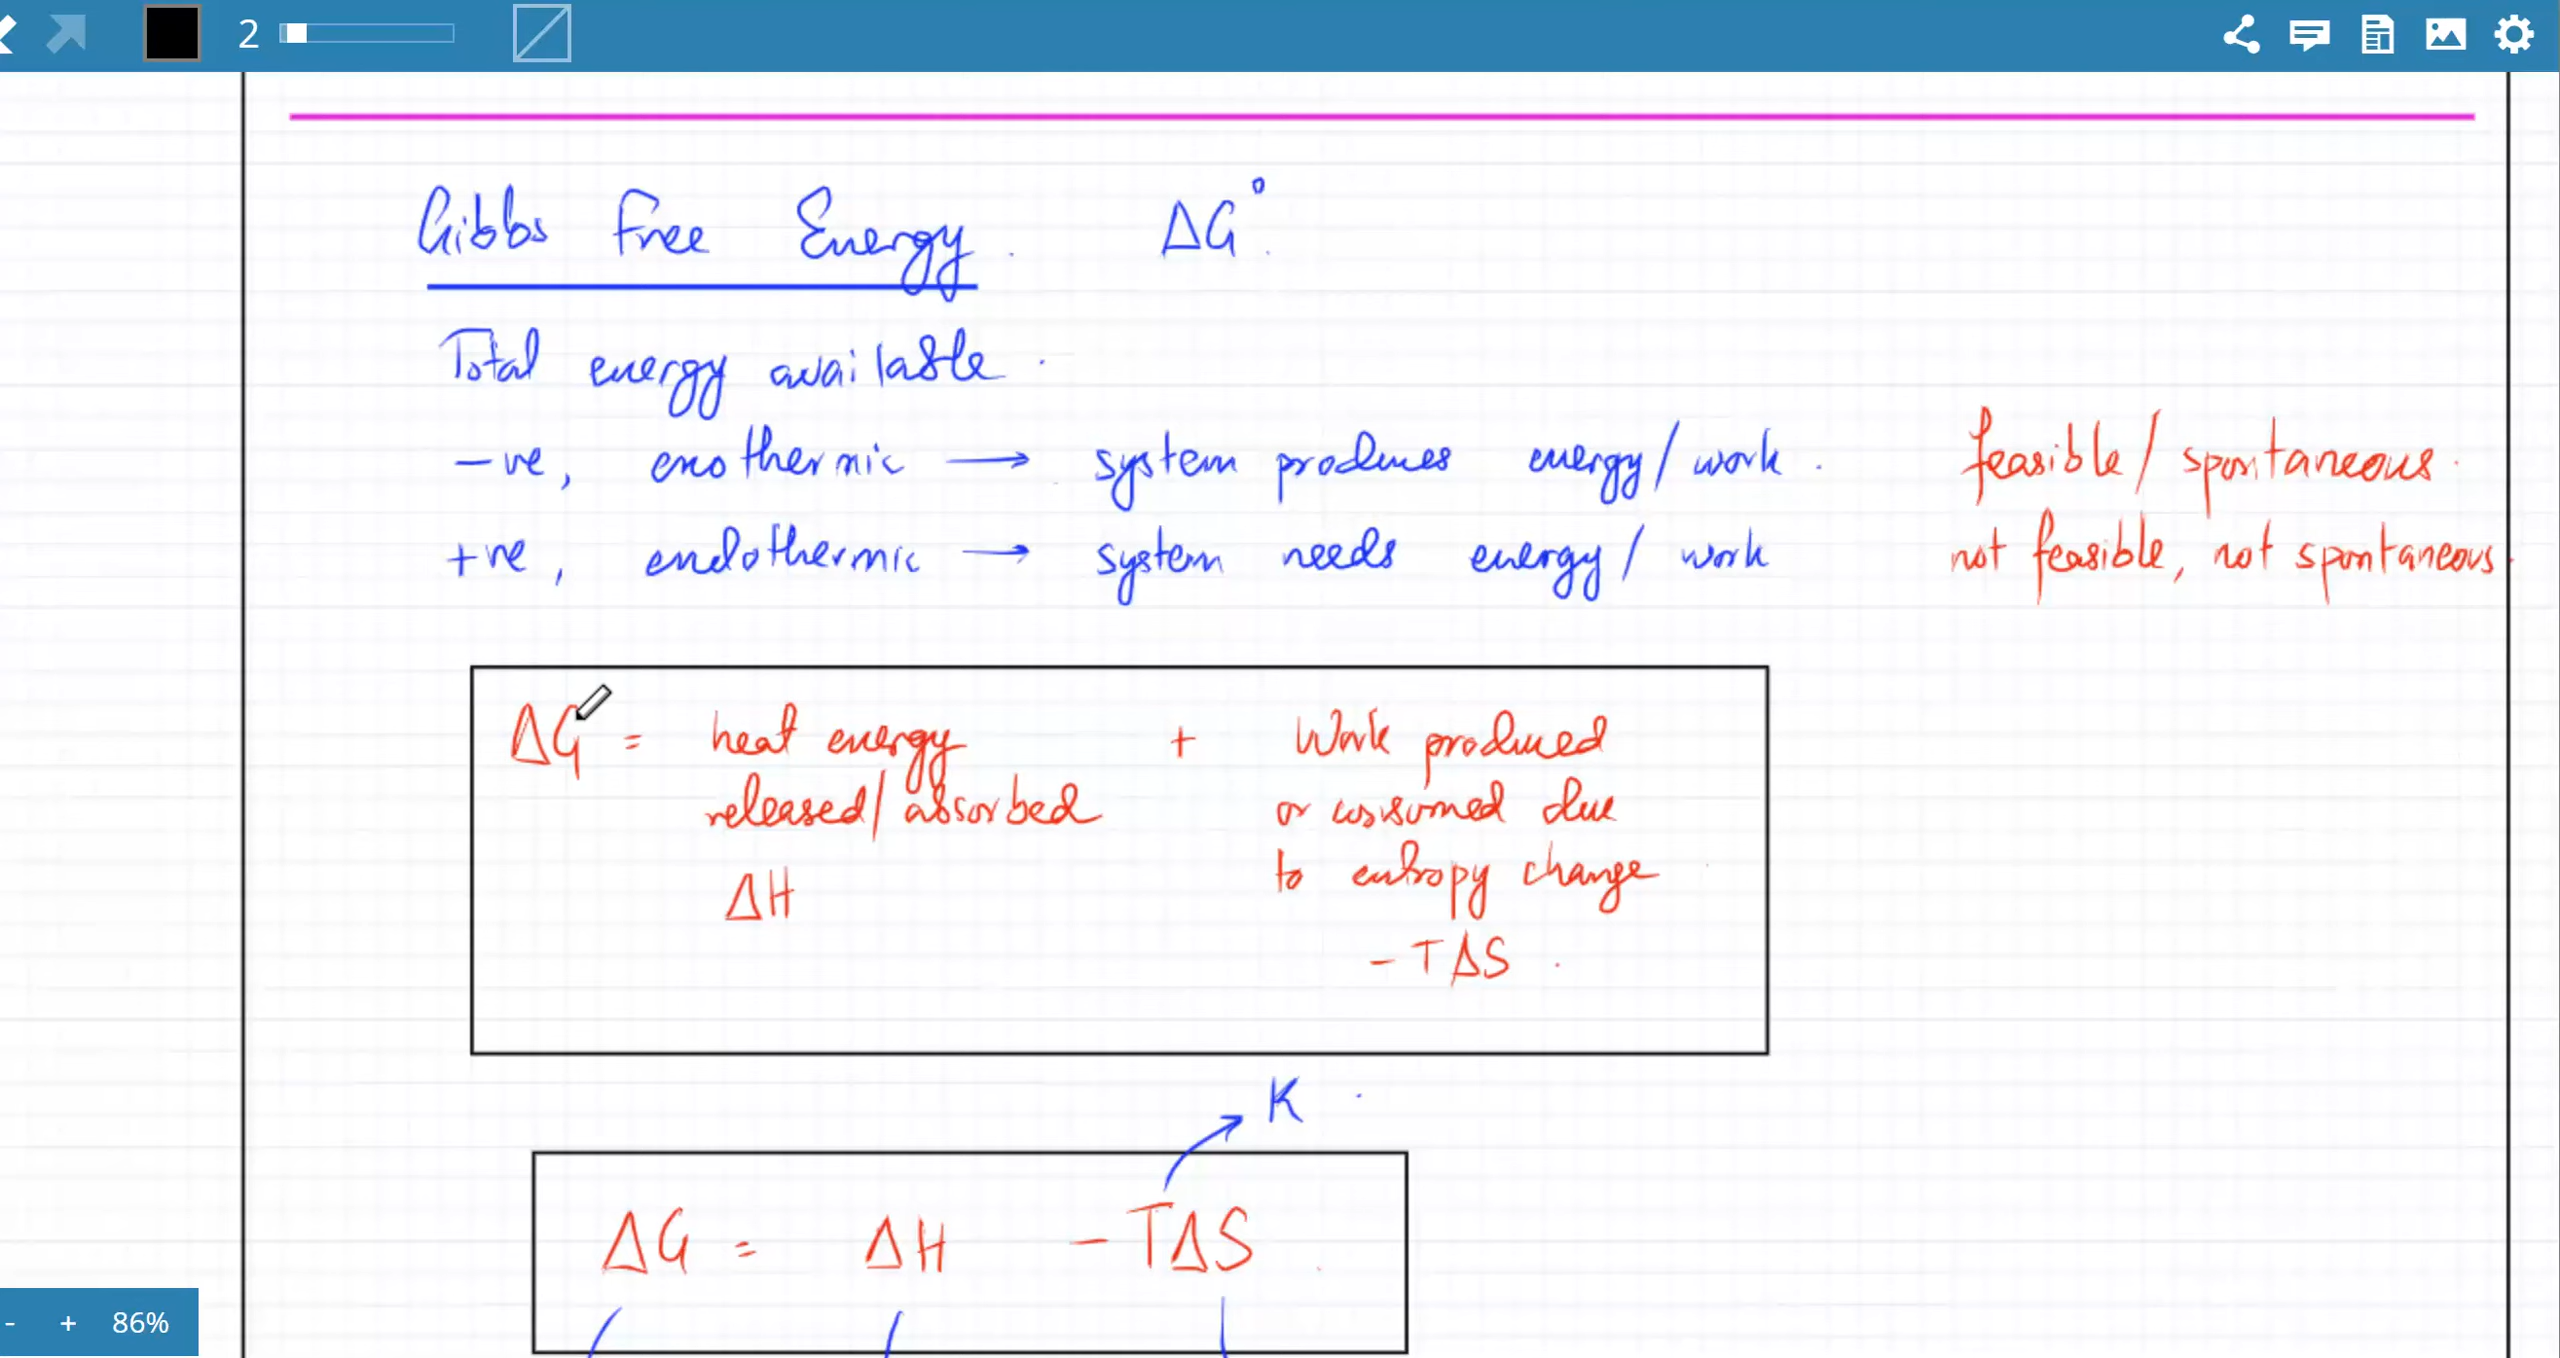 2
Gibbs Free Energy. ΔG°.
Total energy available.
-ve, exothermic → system produces energy/work. feasible/spontaneous.
+ve, endothermic → system needs energy/work not feasible, not spontaneous.
ΔG = heat energy + Work produced
released/absorbed or consumed due
ΔH to entropy change
-TΔS.
K.
ΔG = ΔH -TΔS.
- + 86%